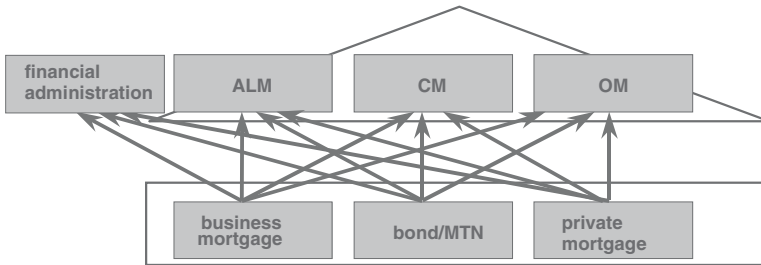 financial
administration
ALM
CM
OM
business
mortgage
bond/MTN
private
mortgage